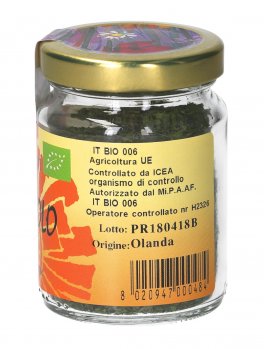 IT BIO 006
Agricoltura UE
Controllato da ICEA
organismo di controllo
Autorizzato dal Mi.P.A.AF.
IT BIO 006
Operatore controllato nr H2326
Lotto: PR180418B
Origine: Olanda
8 020947 000484